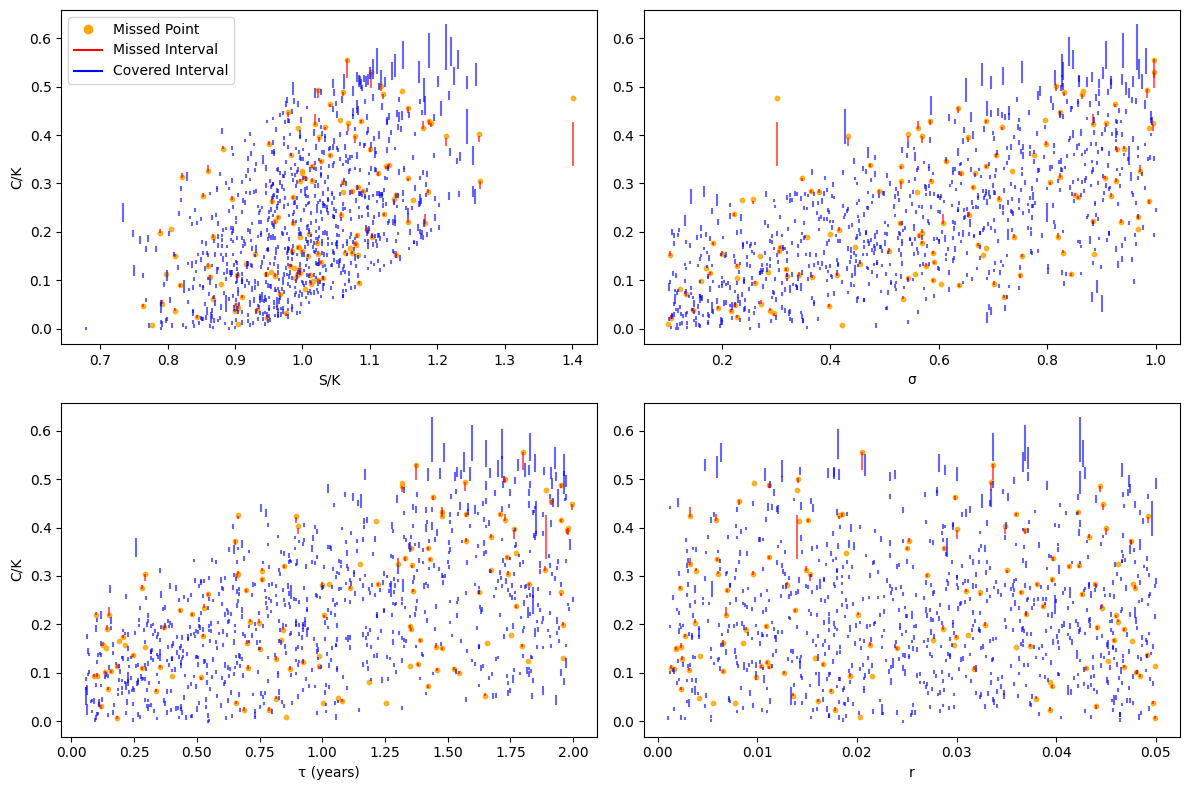 Missed Point
Missed Interval
Covered Interval
C/K
0.6
0.5
0.4
0.3
0.2
0.1
0.0
0.7 0.8 0.9 1.0 1.1 1.2 1.3 1.4
S/K
0.6
0.5
0.4
0.3
0.2
0.1
0.0
0.2 0.4 0.6 0.8 1.0
σ
C/K
0.6
0.5
0.4
0.3
0.2
0.1
0.0
0.00 0.25 0.50 0.75 1.00 1.25 1.50 1.75 2.00
τ (years)
0.6
0.5
0.4
0.3
0.2
0.1
0.0
0.00 0.01 0.02 0.03 0.04 0.05
r